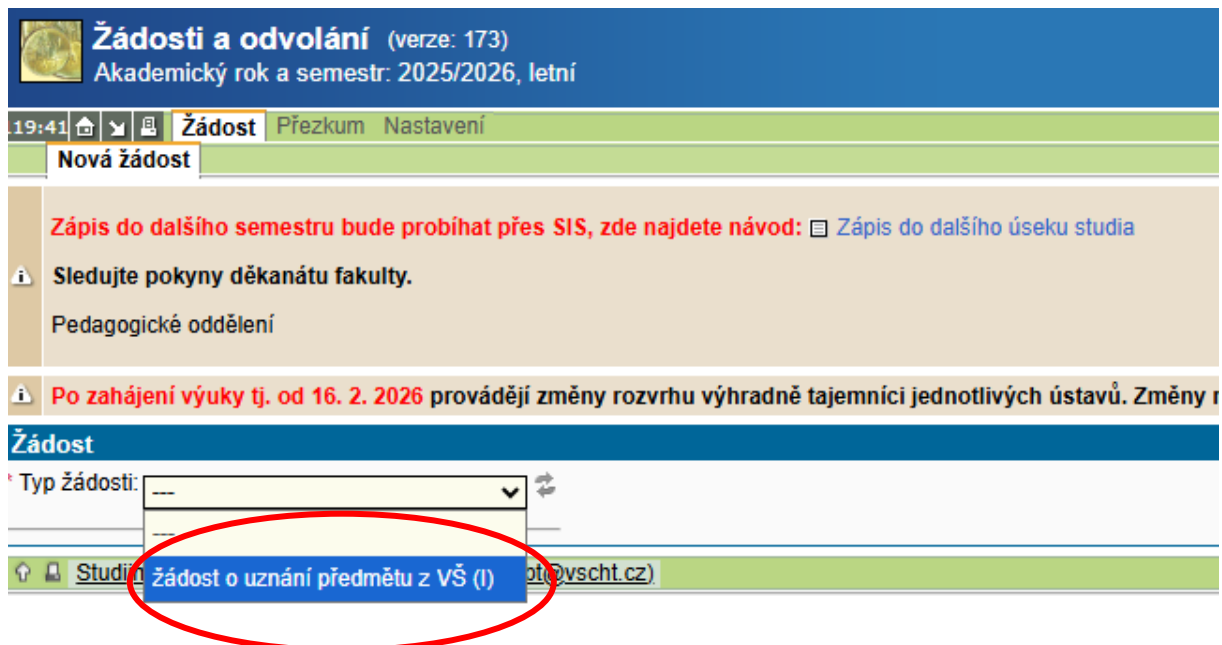 Žádosti a odvolání (verze: 173)
Akademický rok a semestr: 2025/2026, letní
19:41 Žádost Přezkum Nastavení
Nová žádost
Zápis do dalšího semestru bude probíhat přes SIS, zde najdete návod: Zápis do dalšího úseku studia
Sledujte pokyny děkanátu fakulty.
Pedagogické oddělení
Po zahájení výuky tj. od 16. 2. 2026 provádějí změny rozvrhu výhradně tajemníci jednotlivých ústavů. Změny
Žádost
* Typ žádosti: ---
---
žádost o uznání předmětu z VŠ (I)
@vscht.cz)